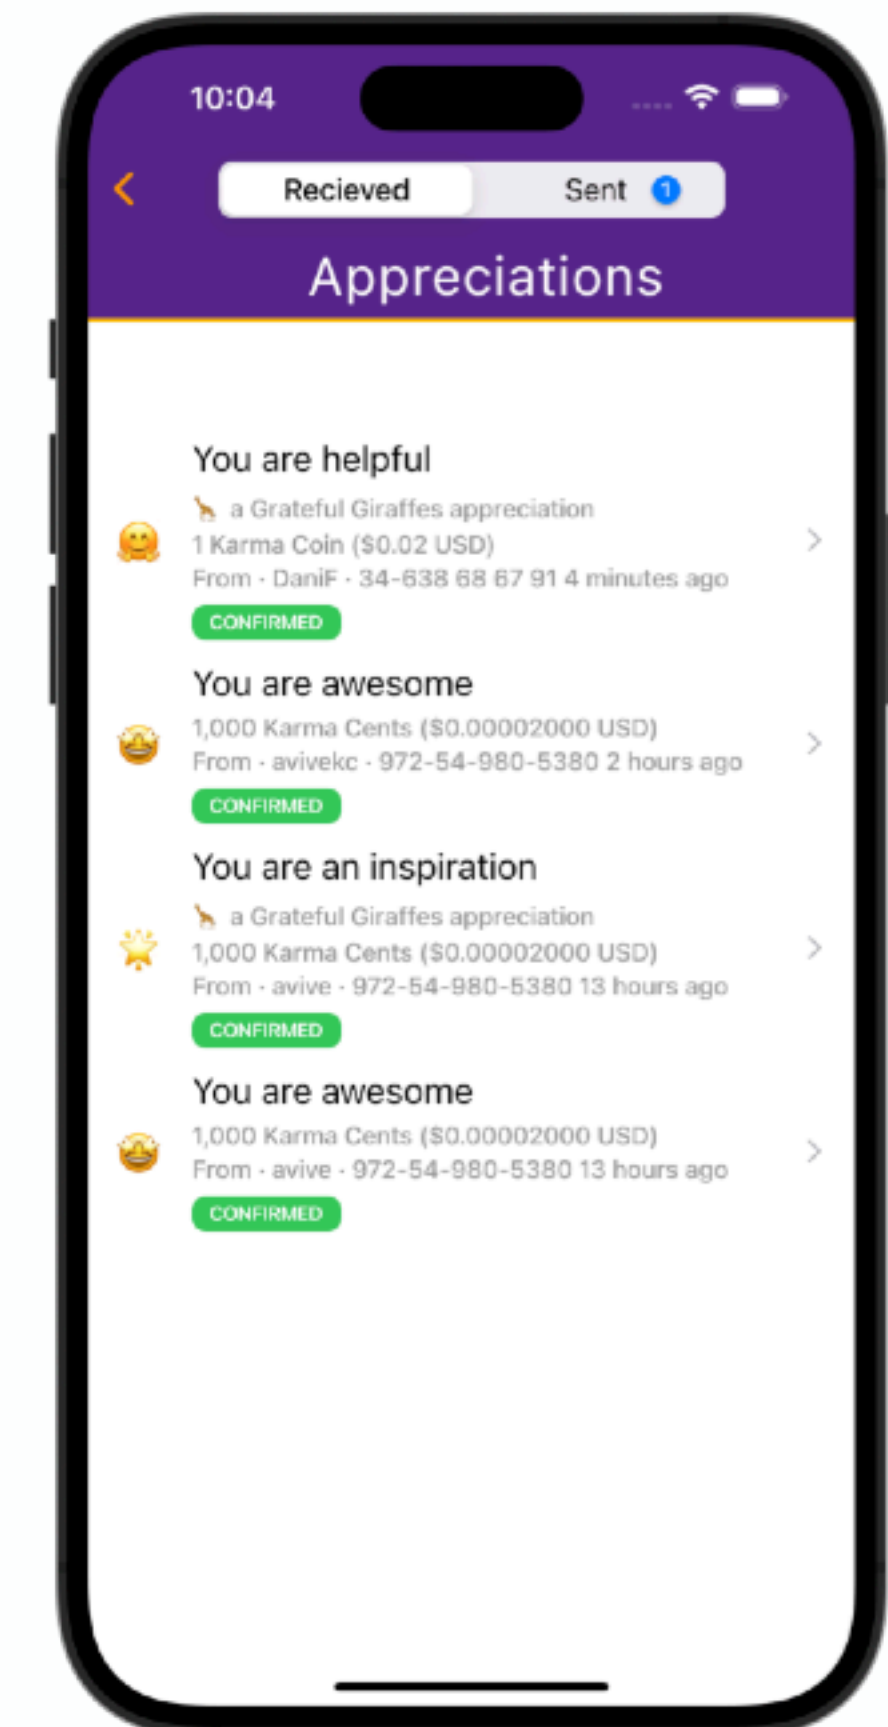 10:04
Recieved
Sent 1
Appreciations
You are helpful
a Grateful Giraffes appreciation
1 Karma Coin ($0.02 USD)
From · DaniF · 34-638 68 67 91 4 minutes ago
CONFIRMED
You are awesome
1,000 Karma Cents ($0.00002000 USD)
From · avivekc · 972-54-980-5380 2 hours ago
CONFIRMED
You are an inspiration
a Grateful Giraffes appreciation
1,000 Karma Cents ($0.00002000 USD)
From · avive · 972-54-980-5380 13 hours ago
CONFIRMED
You are awesome
1,000 Karma Cents ($0.00002000 USD)
From · avive · 972-54-980-5380 13 hours ago
CONFIRMED